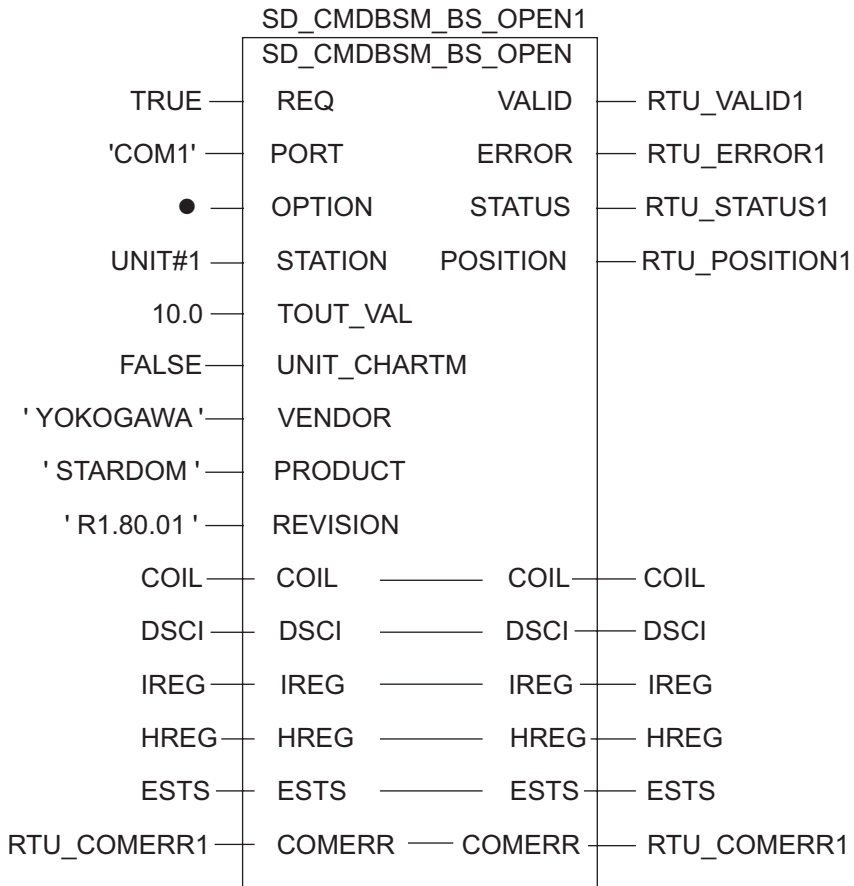 SD_CMDBSM_BS_OPEN1
SD_CMDBSM_BS_OPEN
TRUE REQ VALID RTU_VALID1
'COM1' PORT ERROR RTU_ERROR1
OPTION STATUS RTU_STATUS1
UNIT#1 STATION POSITION RTU_POSITION1
10.0 TOUT_VAL
FALSE UNIT_CHARTM
' YOKOGAWA ' VENDOR
' STARDOM ' PRODUCT
' R1.80.01 ' REVISION
COIL COIL COIL COIL
DSCI DSCI DSCI DSCI
IREG IREG IREG IREG
HREG HREG HREG HREG
ESTS ESTS ESTS ESTS
RTU_COMERR1 COMERR COMERR RTU_COMERR1